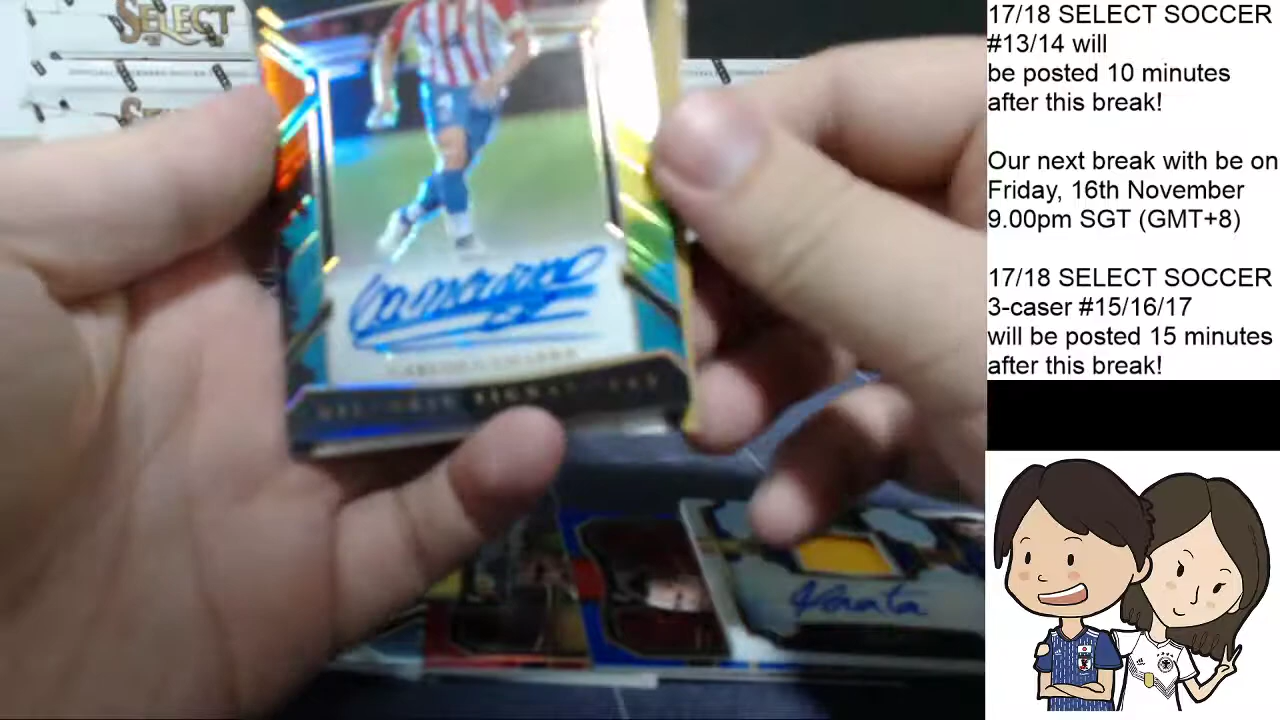 SELECT
17/18 SELECT SOCCER
#13/14 will
be posted 10 minutes
after this break!
Our next break with be on
Friday, 16th November
9.00pm SGT (GMT+8)
17/18 SELECT SOCCER
3-caser #15/16/17
will be posted 15 minutes
after this break!